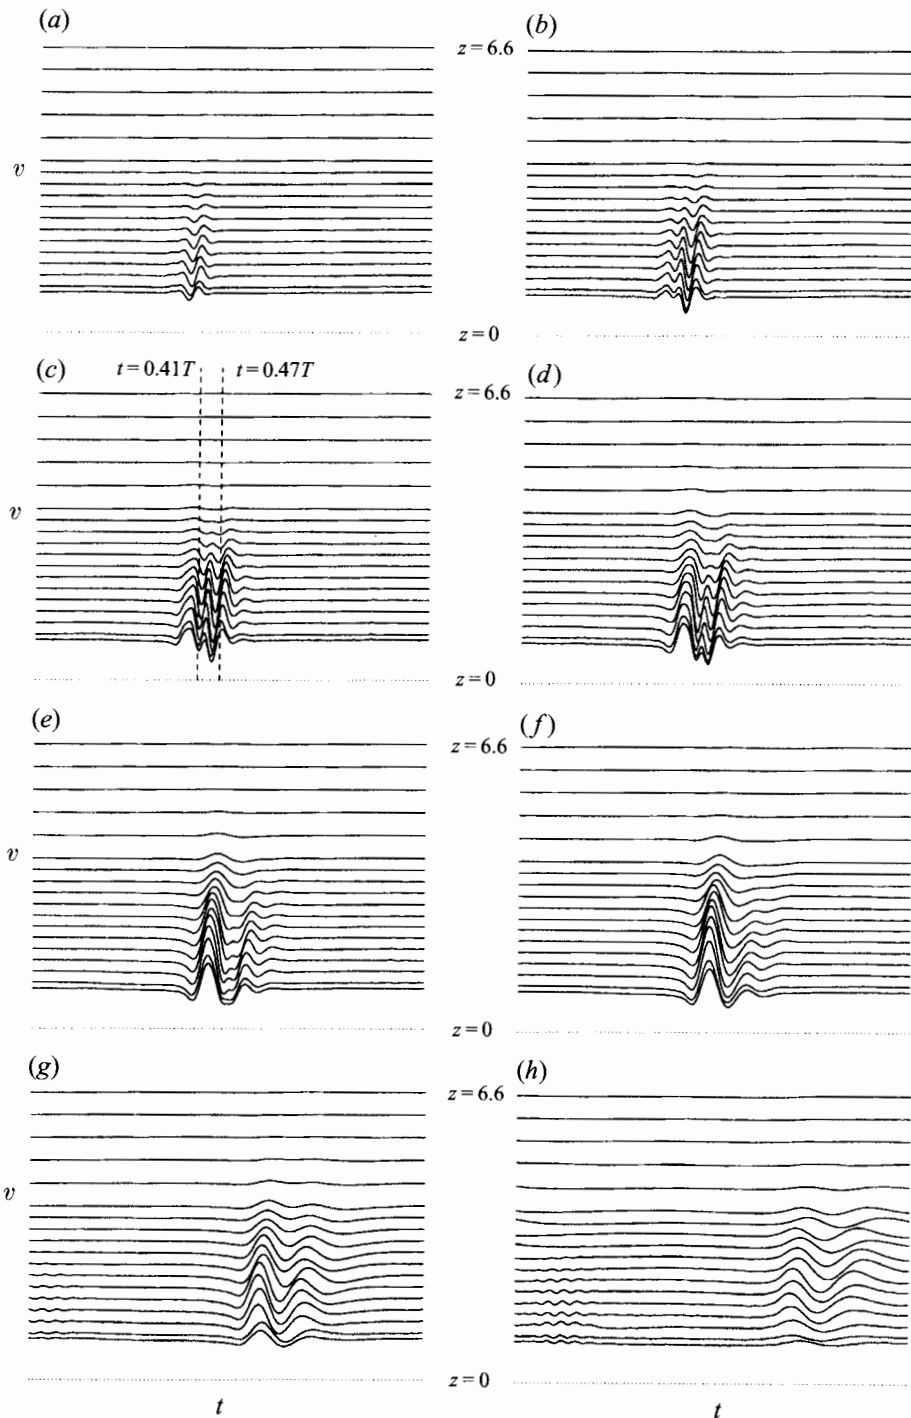 (a) (b)
z = 6.6
v
z = 0
(c) t = 0.41T t = 0.47T (d)
z = 6.6
v
z = 0
(e) (f)
z = 6.6
v
z = 0
(g) (h)
z = 6.6
v
z = 0
t t